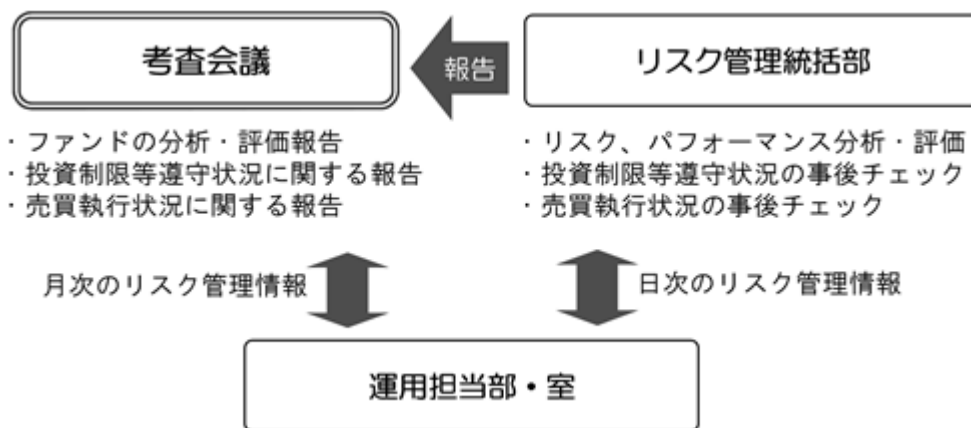 考査会議
報告
リスク管理統括部
・ファンドの分析・評価報告
・投資制限等遵守状況に関する報告
・売買執行状況に関する報告
・リスク、パフォーマンス分析・評価
・投資制限等遵守状況の事後チェック
・売買執行状況の事後チェック
月次のリスク管理情報
日次のリスク管理情報
運用担当部・室